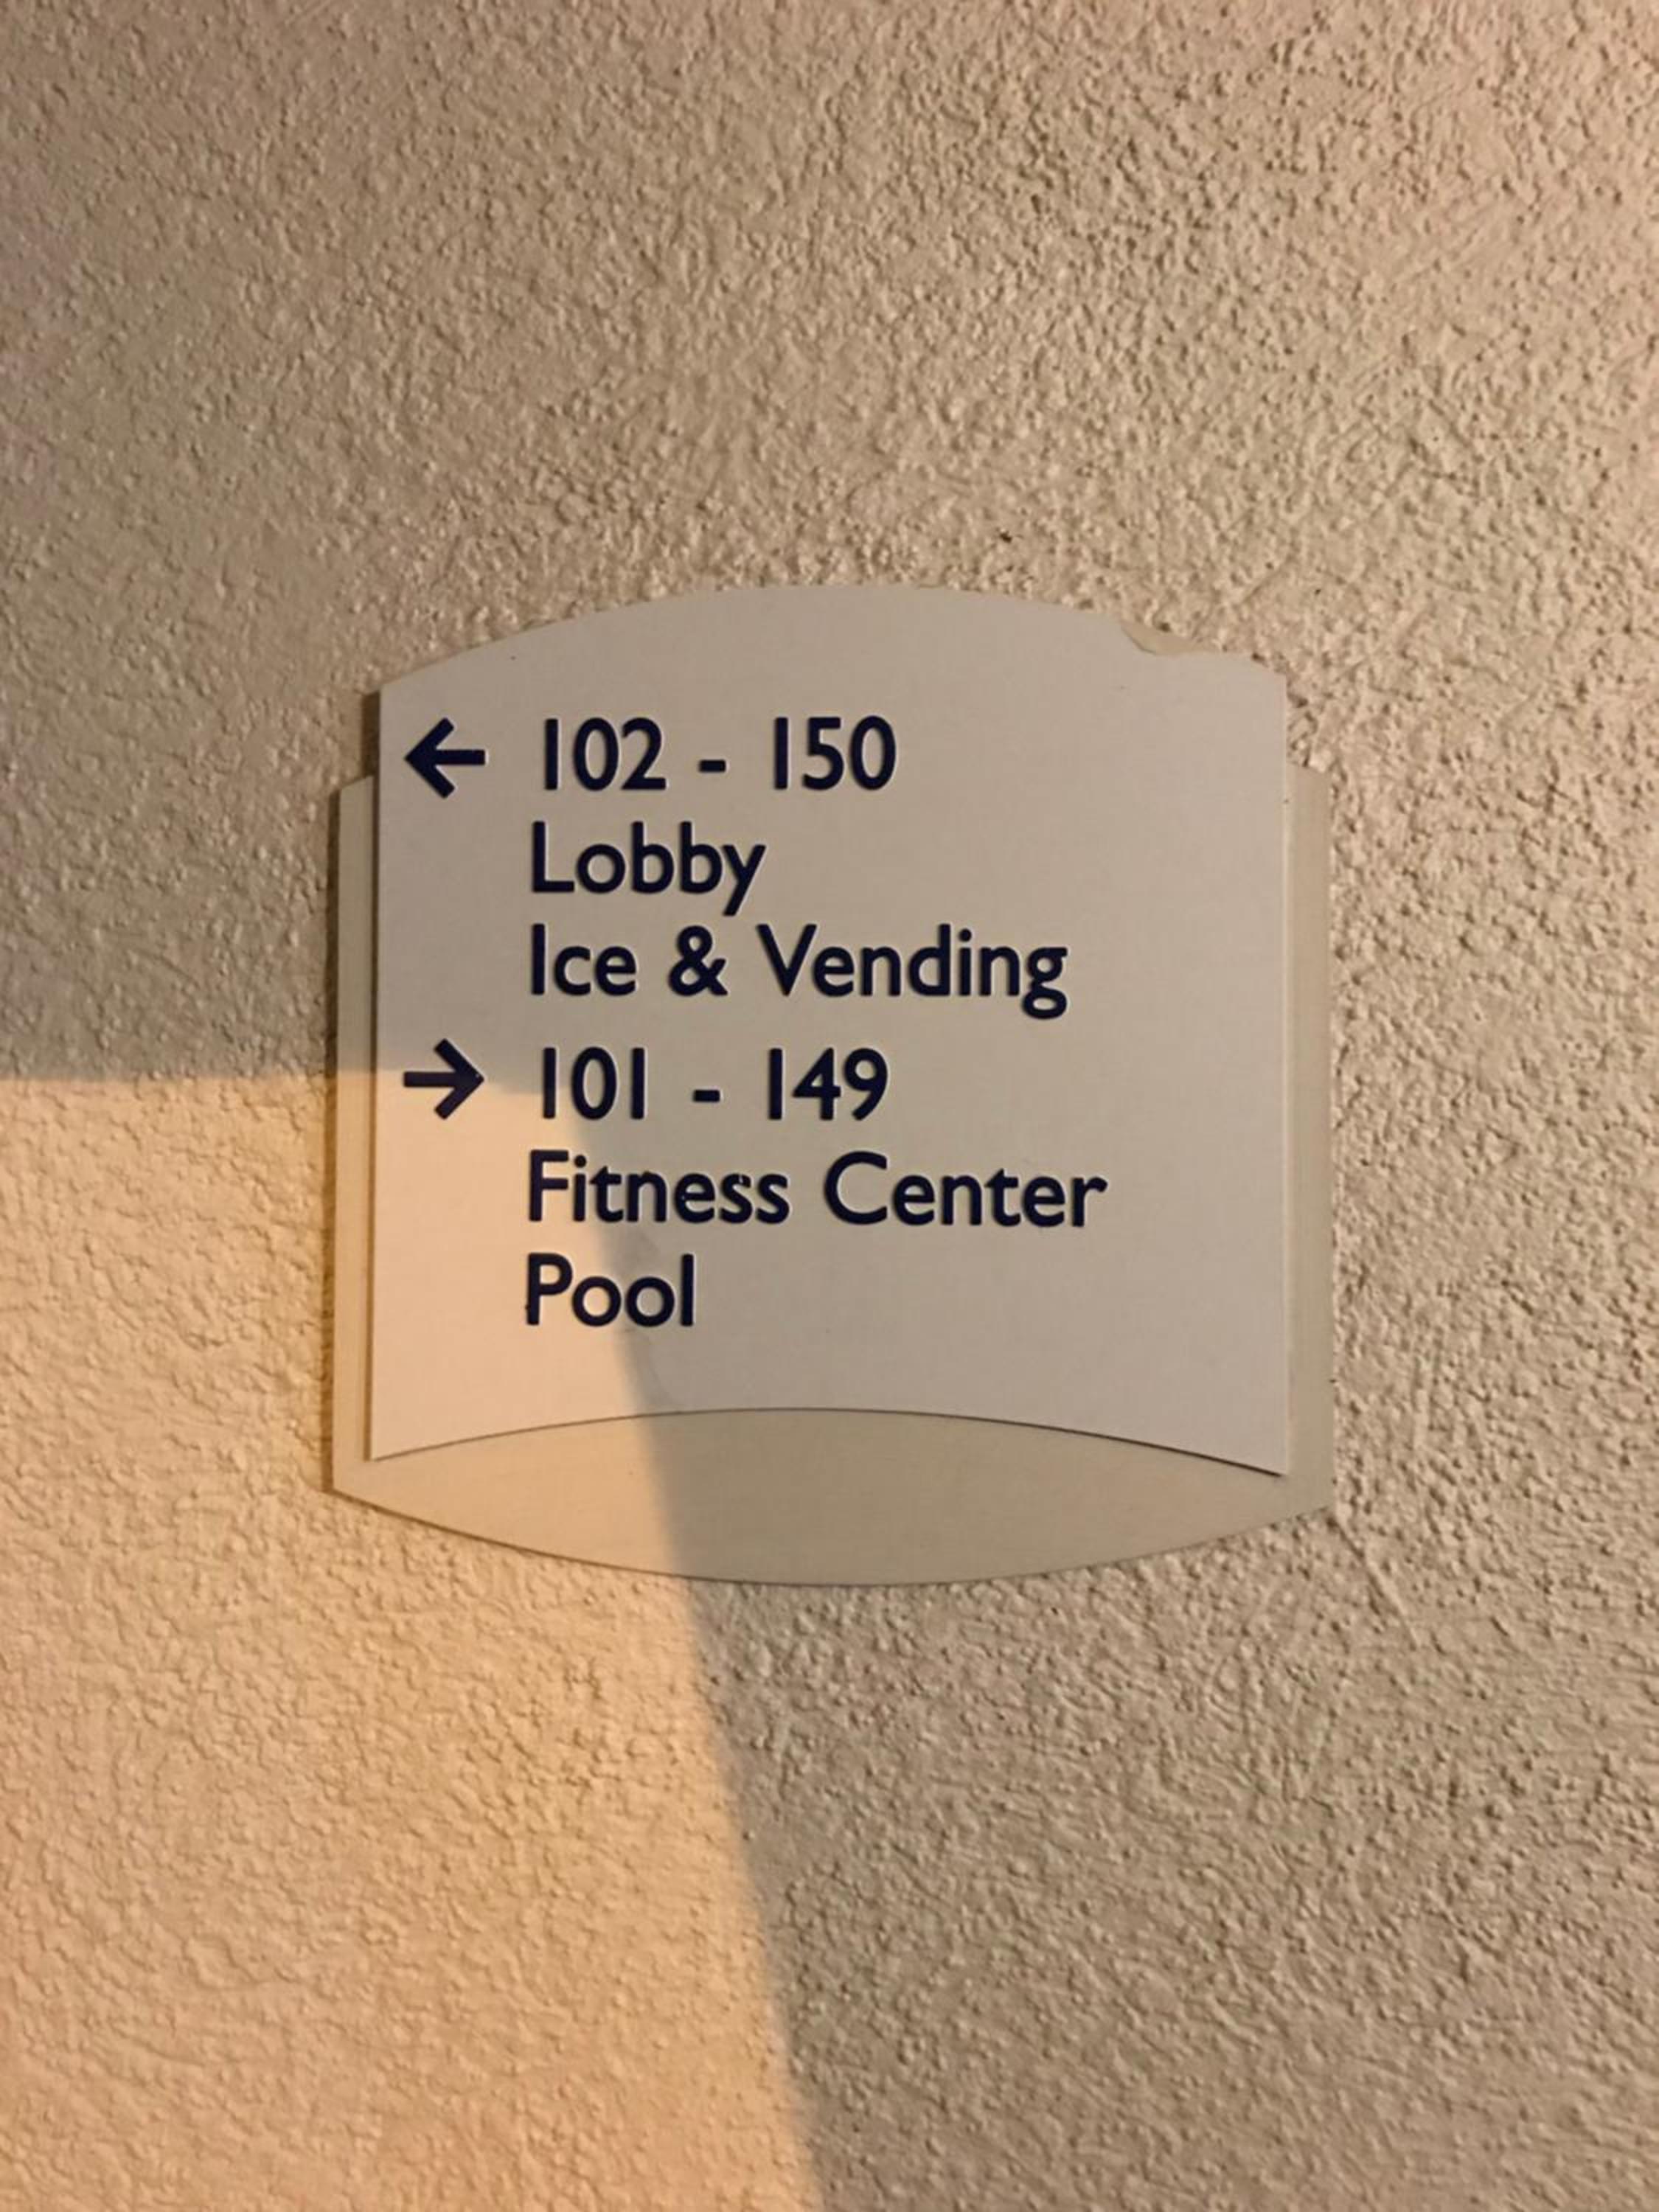 ← 102 - 150
Lobby
Ice & Vending
→ 101 - 149
Fitness Center
Pool